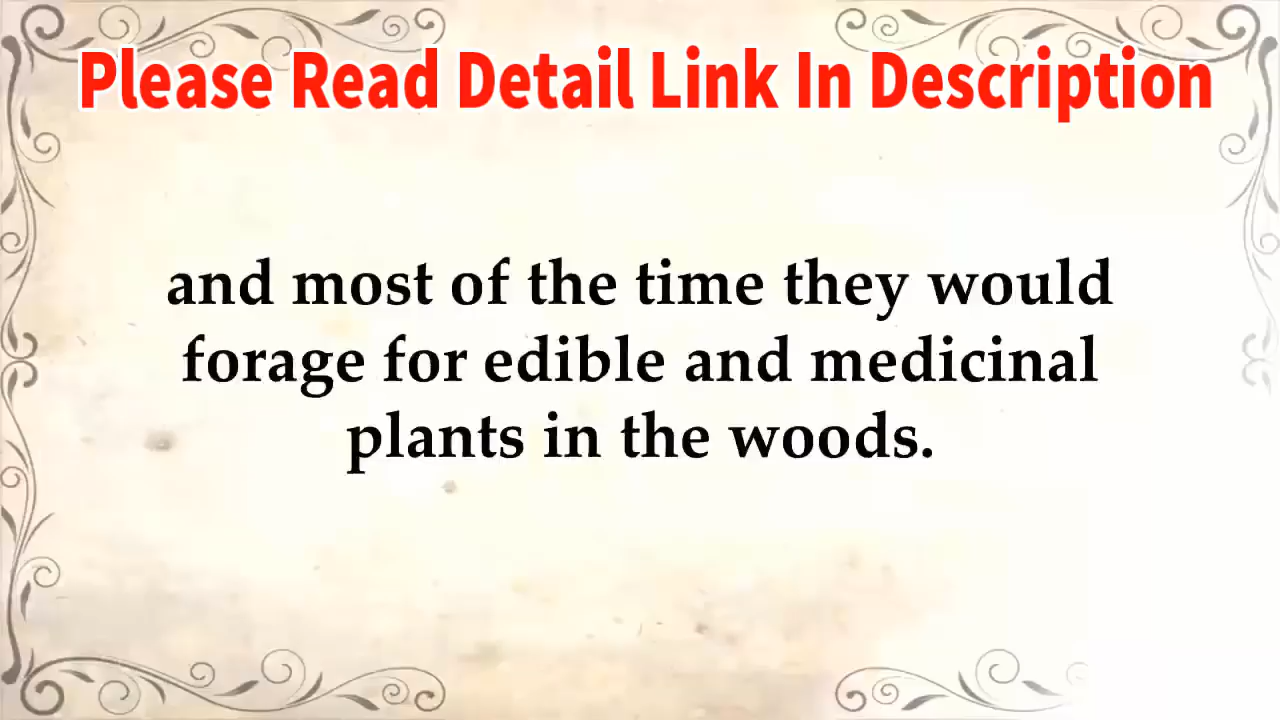 Please Read Detail Link In Description
and most of the time they would
forage for edible and medicinal
plants in the woods.